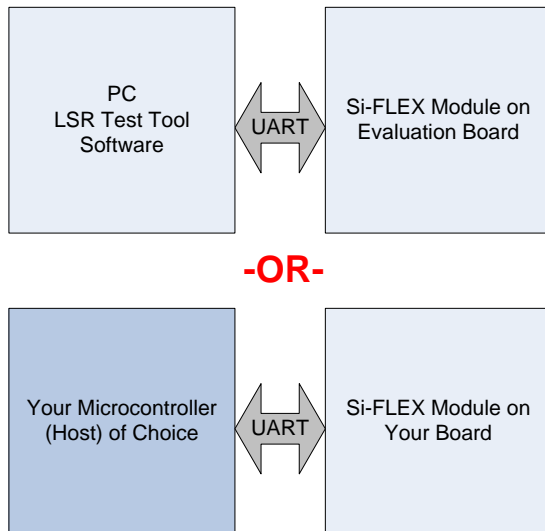 PC
LSR Test Tool
Software
UART
Si-FLEX Module on
Evaluation Board
-OR-
Your Microcontroller
(Host) of Choice
UART
Si-FLEX Module on
Your Board